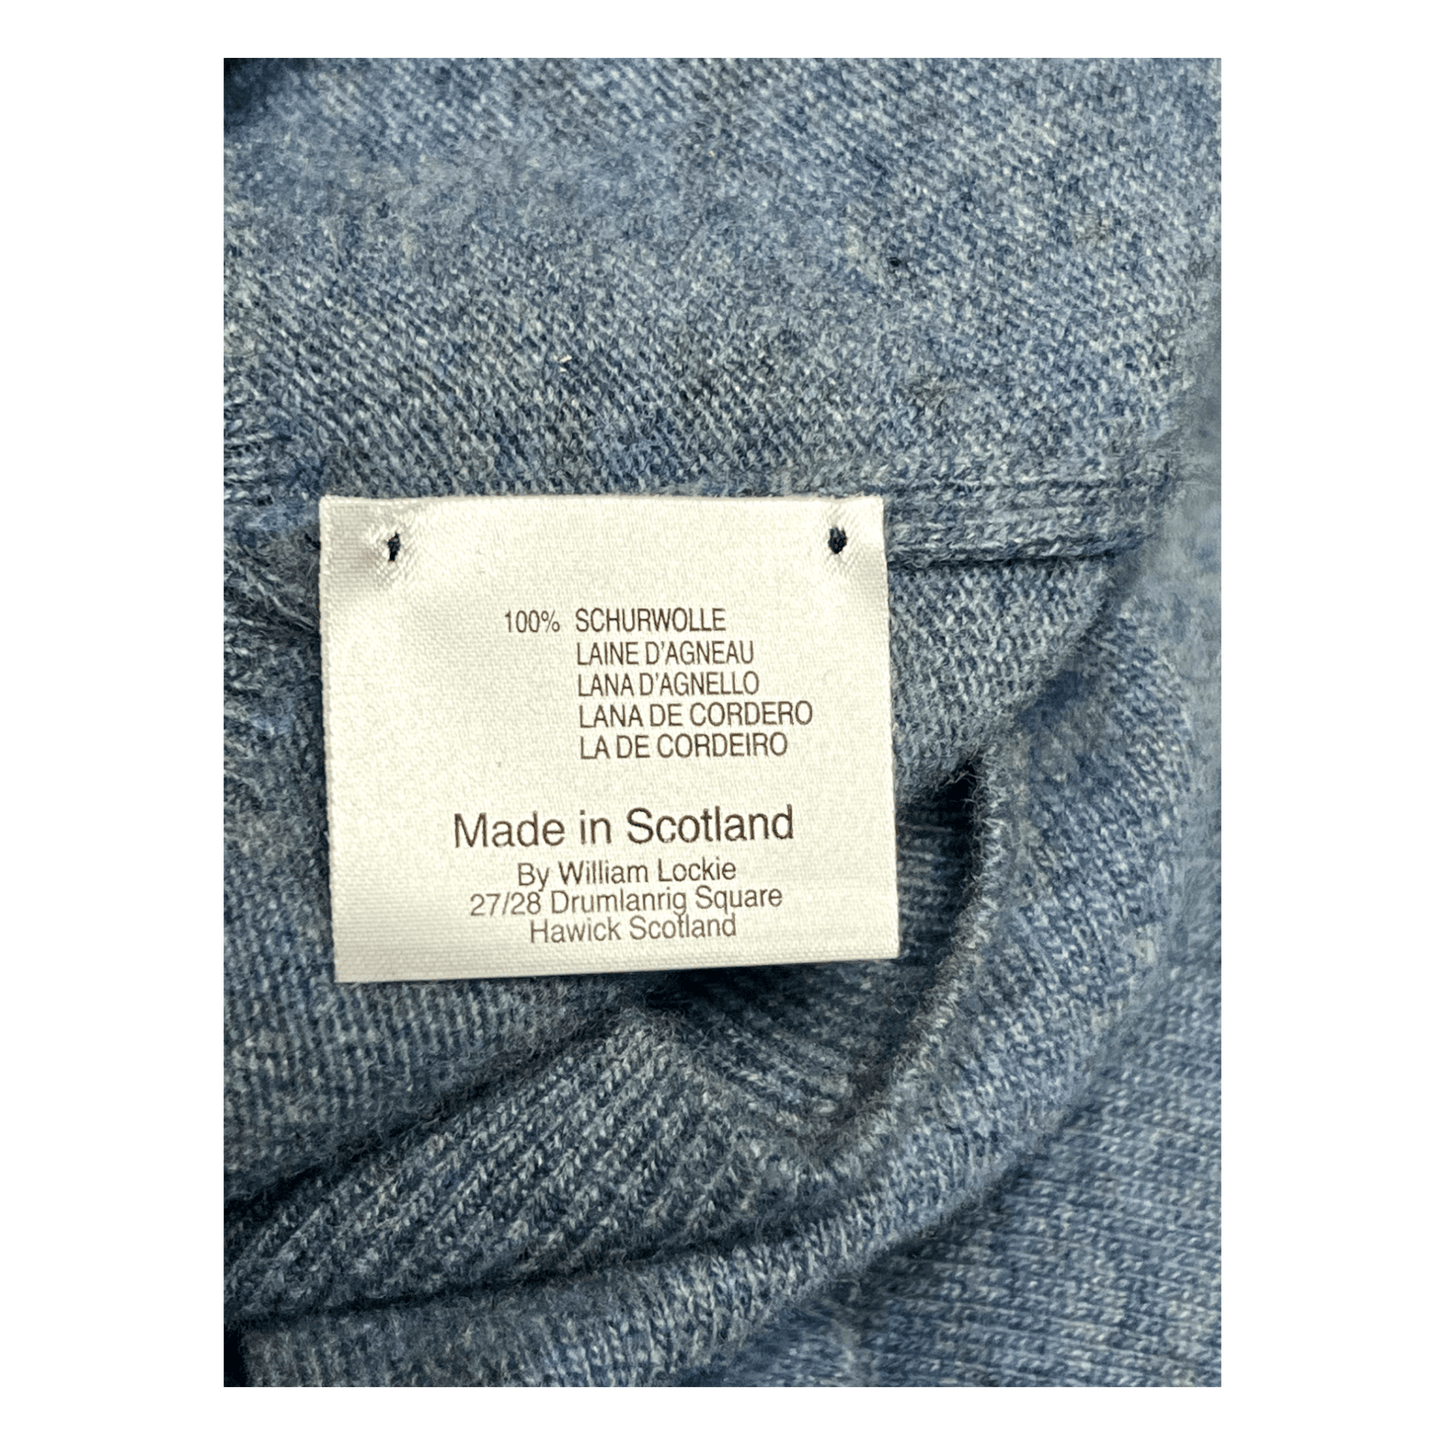 100% SCHURWOLLE
LAINE D'AGNEAU
LANA D'AGNELLO
LANA DE CORDERO
LA DE CORDEIRO
Made in Scotland
By William Lockie
27/28 Drumlanrig Square
Hawick Scotland